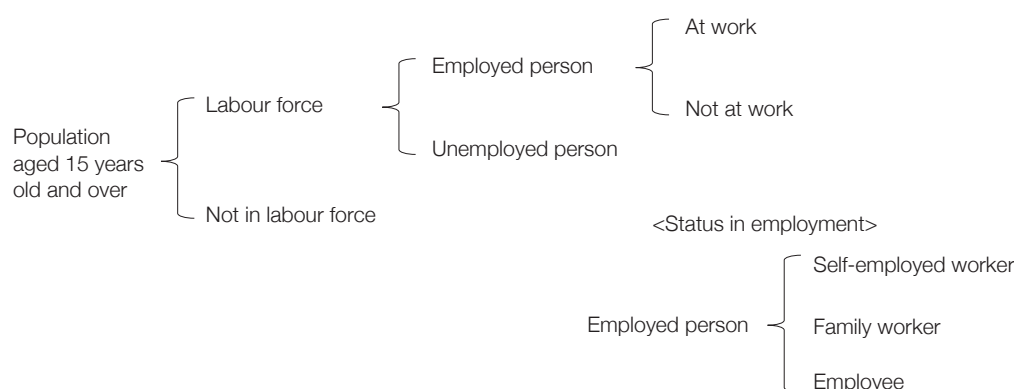 At work
Employed person
Labour force
Not at work
Population
aged 15 years
old and over
Unemployed person
Not in labour force
<Status in employment>
Self-employed worker
Employed person
Family worker
Employee